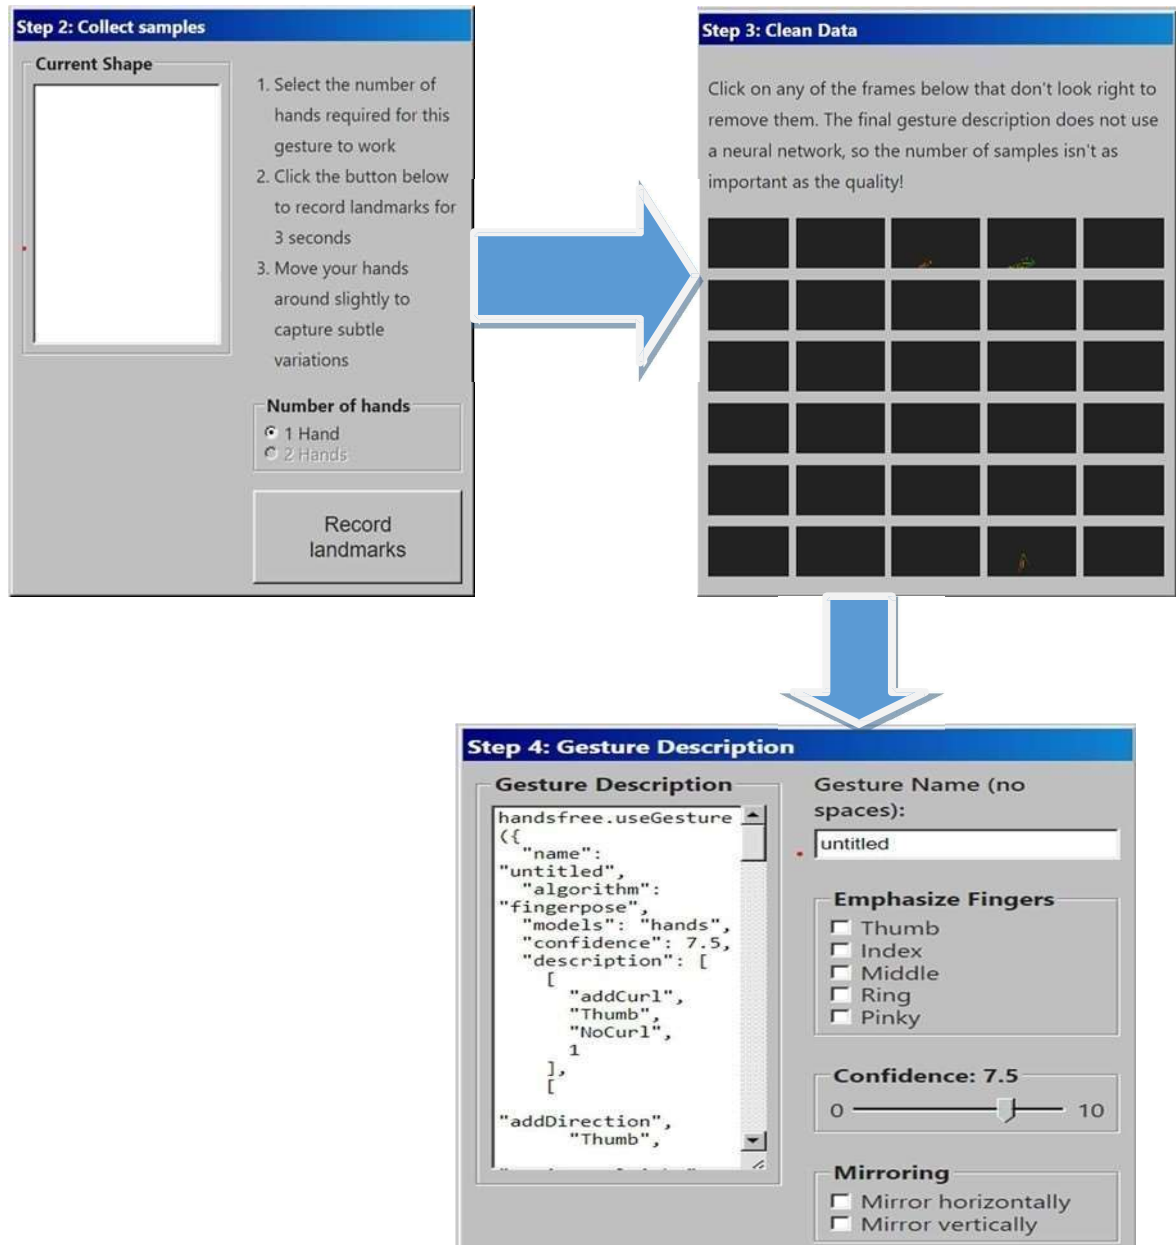 Step 2: Collect samples
Current Shape
1. Select the number of
hands required for this
gesture to work
2. Click the button below
to record landmarks for
3 seconds
3. Move your hands
around slightly to
capture subtle
variations
Number of hands
1 Hand
2 Hands
Record
landmarks
Step 3: Clean Data
Click on any of the frames below that don't look right to
remove them. The final gesture description does not use
a neural network, so the number of samples isn't as
important as the quality!
Step 4: Gesture Description
Gesture Description
handsfree.useGesture
({
"name":
"untitled",
"algorithm":
"fingerpose",
"models": "hands",
"confidence": 7.5,
"description": [
[
"addCurl",
"Thumb",
"NoCurl",
1
],
[
"addDirection",
"Thumb",
Gesture Name (no
spaces):
untitled
Emphasize Fingers
Thumb
Index
Middle
Ring
Pinky
Confidence: 7.5
0 10
Mirroring
Mirror horizontally
Mirror vertically